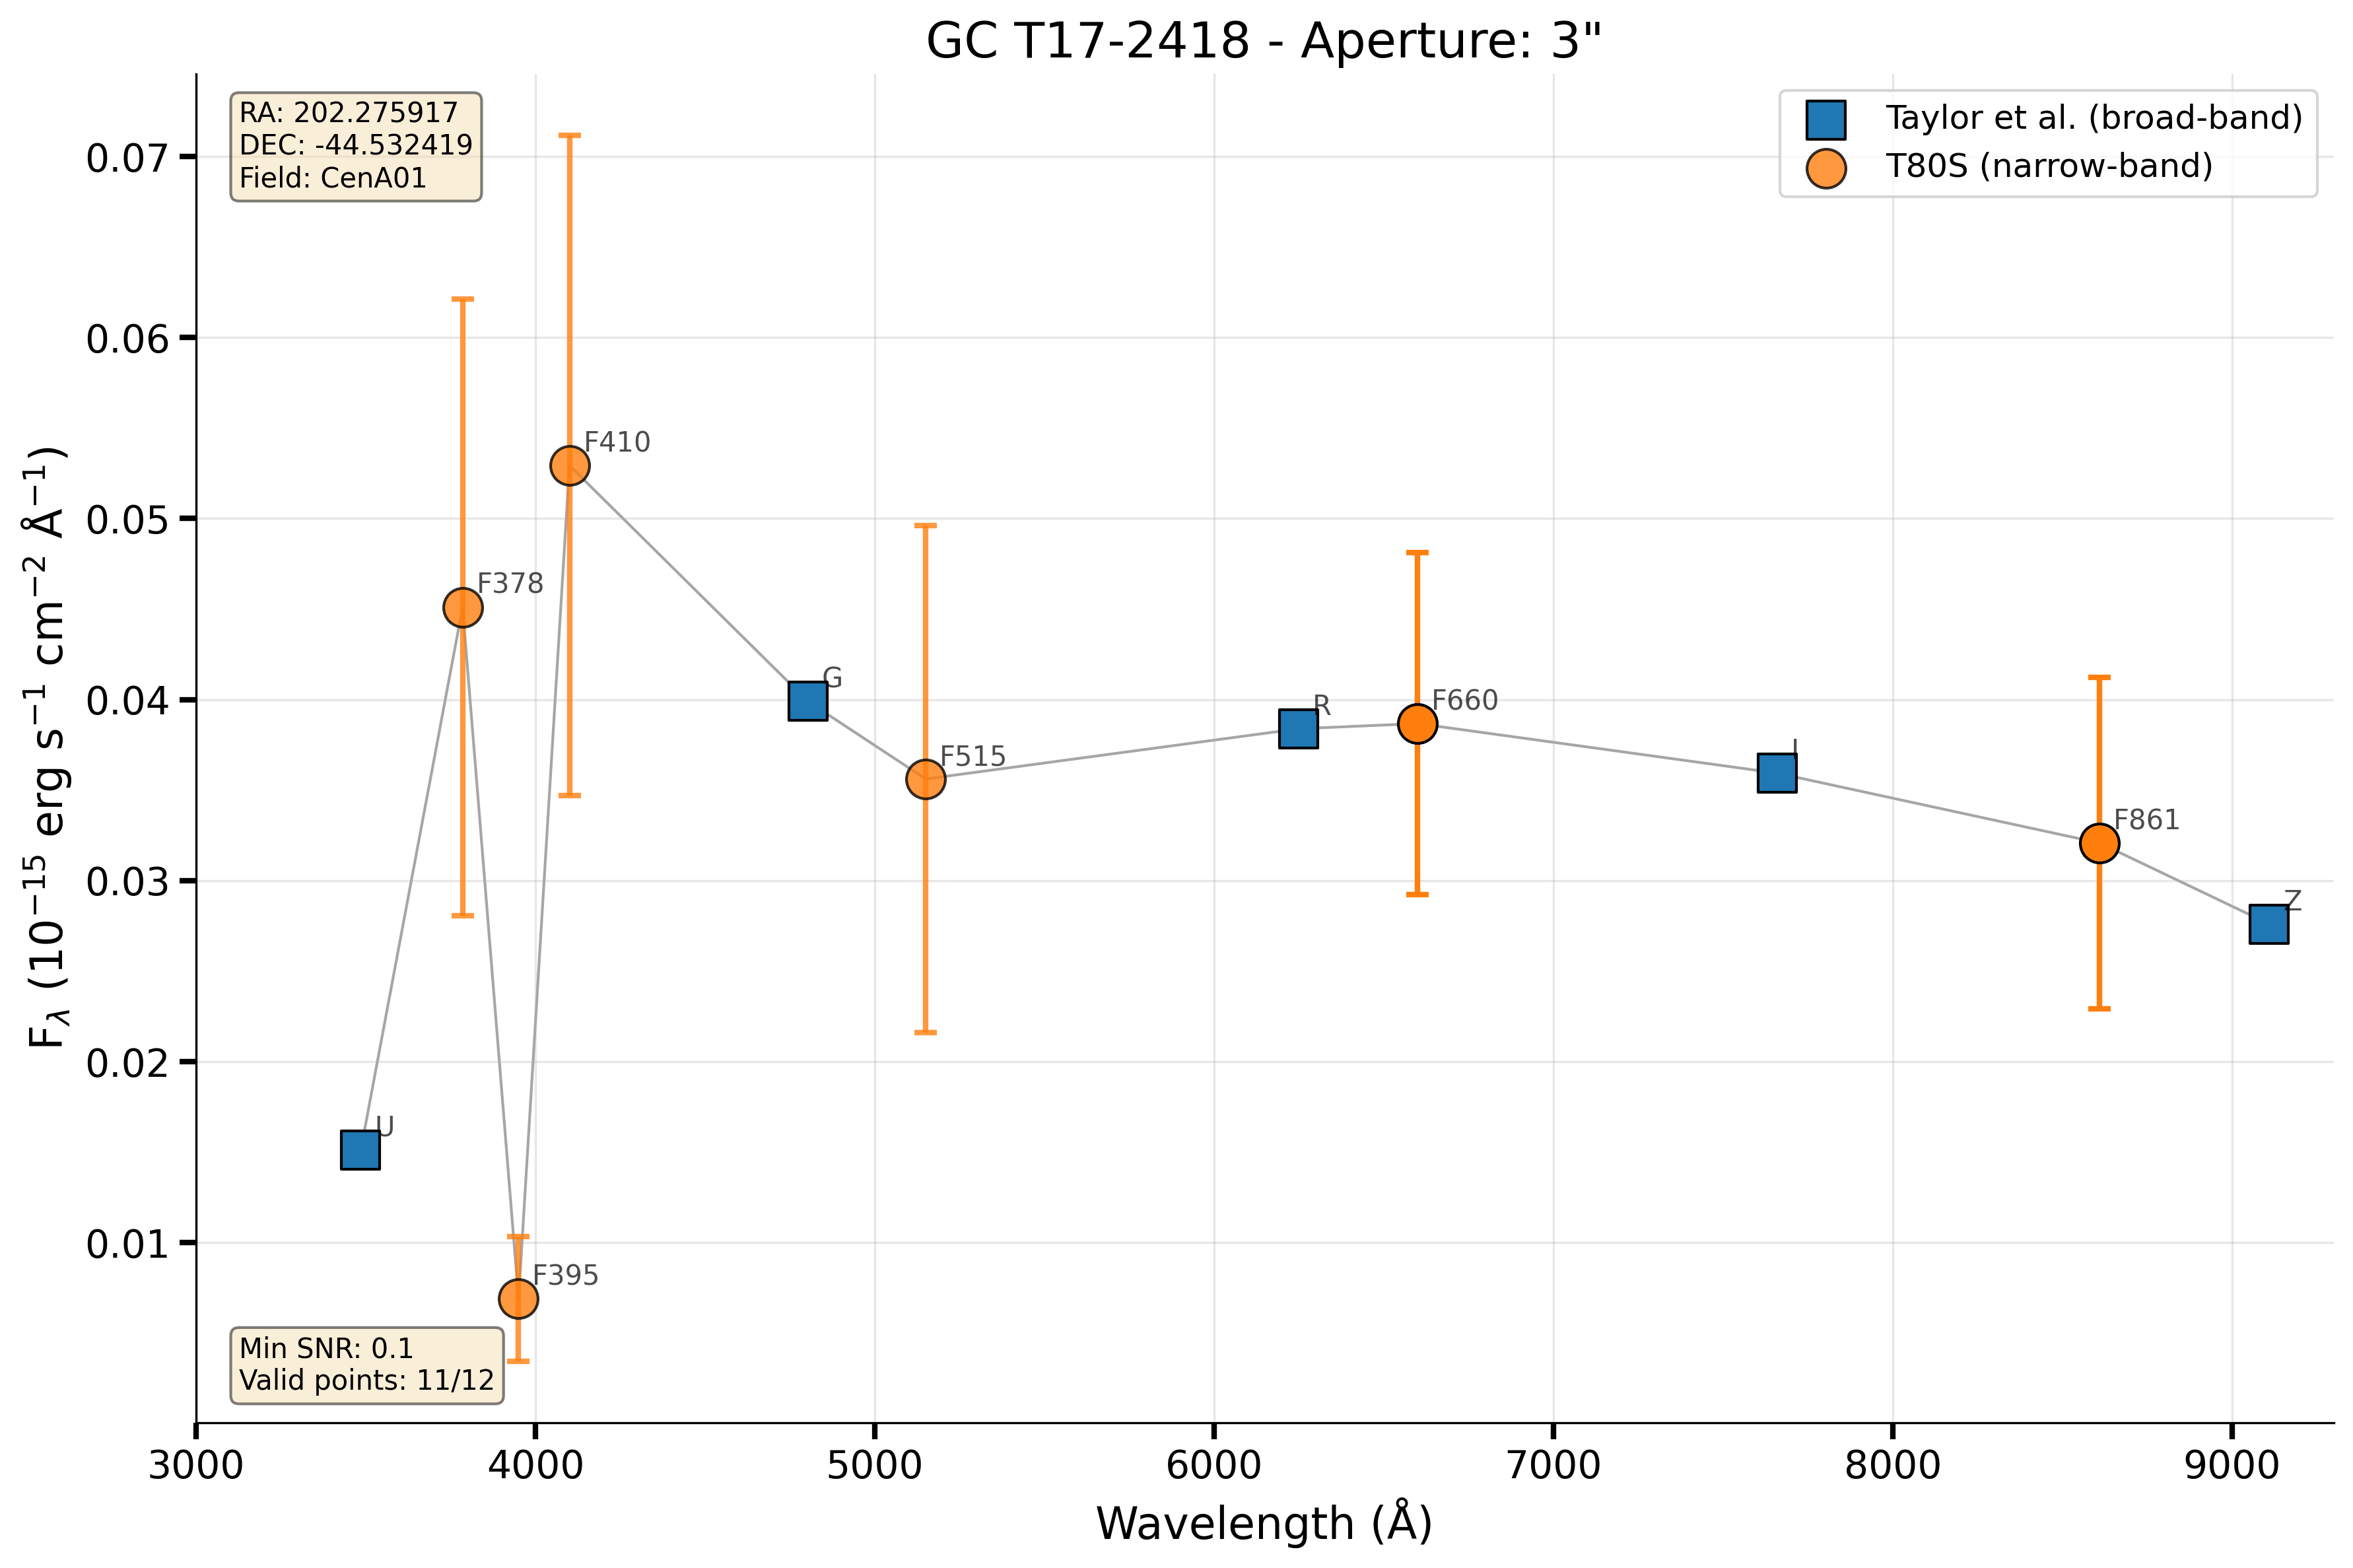 GC T17-2418 - Aperture: 3"
RA: 202.275917
DEC: -44.532419
Field: CenA01
Taylor et al. (broad-band)
T80S (narrow-band)
0.07
0.06
0.05
0.04
0.03
0.02
0.01
F_λ (10⁻¹⁵ erg s⁻¹ cm⁻² Å⁻¹)
F410
F378
G
R
F660
F515
I
F861
Z
U
F395
Min SNR: 0.1
Valid points: 11/12
3000 4000 5000 6000 7000 8000 9000
Wavelength (Å)